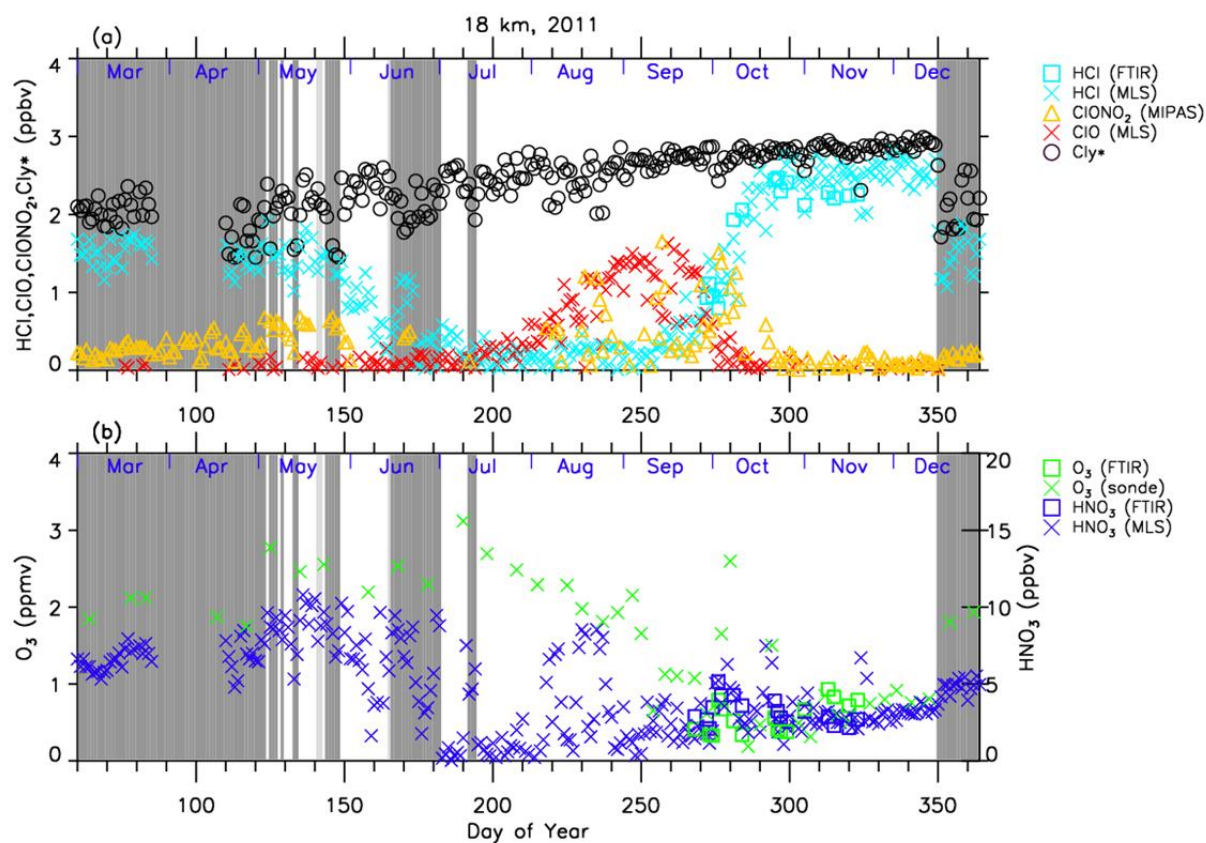 18 km, 2011
(a)
Mar Apr May Jun Jul Aug Sep Oct Nov Dec
HCl,ClO,ClONO₂,Cly* (ppbv)
4
3
2
1
0
100 150 200 250 300 350
HCl (FTIR)
HCl (MLS)
ClONO₂ (MIPAS)
ClO (MLS)
Cly*
(b)
Mar Apr May Jun Jul Aug Sep Oct Nov Dec
O₃ (ppmv)
4
3
2
1
0
20
15
10
5
0
HNO₃ (ppbv)
100 150 200 250 300 350
Day of Year
O₃ (FTIR)
O₃ (sonde)
HNO₃ (FTIR)
HNO₃ (MLS)